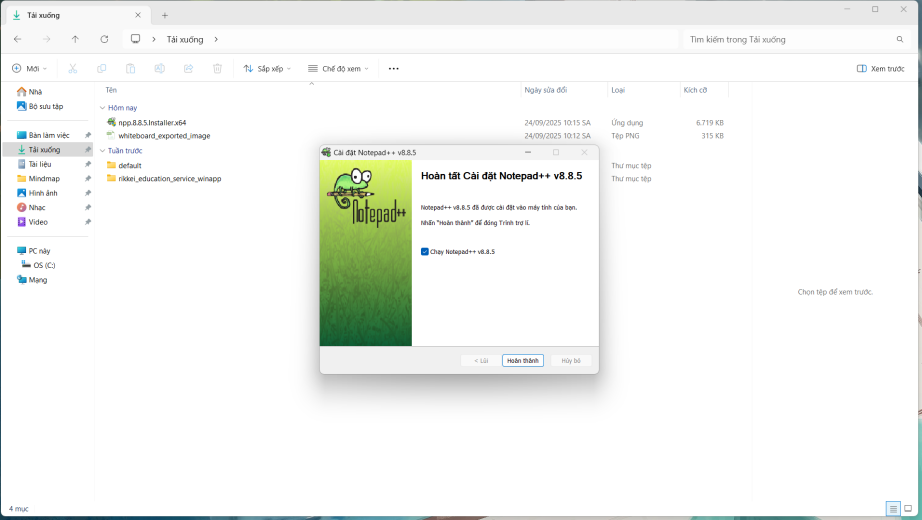 Tải xuống
Tải xuống
Tìm kiếm trong Tải xuống
Mới
Sắp xếp
Chế độ xem
Xem trước
Nhà
Bộ sưu tập
Bàn làm việc
Tải xuống
Tài liệu
Mindmap
Hình ảnh
Nhạc
Video
PC này
OS (C:)
Mạng
Tên
Ngày sửa đổi
Loại
Kích cỡ
Hôm nay
npp.8.8.5.Installer.x64
24/09/2025 10:15 SA
Ứng dụng
6.719 KB
whiteboard_exported_image
24/09/2025 10:12 SA
Tệp PNG
315 KB
Tuần trước
default
Thư mục tệp
rikkei_education_service_winapp
Thư mục tệp
Cài đặt Notepad++ v8.8.5
Notepad++
Hoàn tất Cài đặt Notepad++ v8.8.5
Notepad++ v8.8.5 đã được cài đặt vào máy tính của bạn.
Nhấn "Hoàn thành" để đóng Trình trợ lí.
Chạy Notepad++ v8.8.5
< Lùi
Hoàn thành
Hủy bỏ
Chọn tệp để xem trước.
4 mục